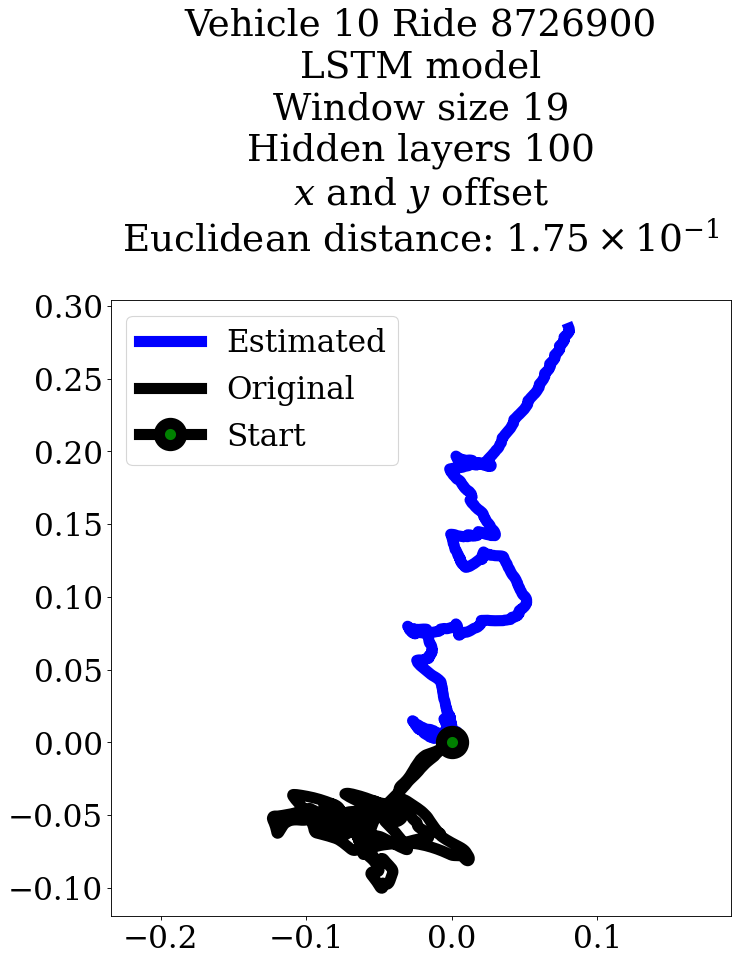 Vehicle 10 Ride 8726900
LSTM model
Window size 19
Hidden layers 100
x and y offset
Euclidean distance: 1.75 × 10⁻¹
Estimated
Original
Start
0.30
0.25
0.20
0.15
0.10
0.05
0.00
−0.05
−0.10
−0.2 −0.1 0.0 0.1